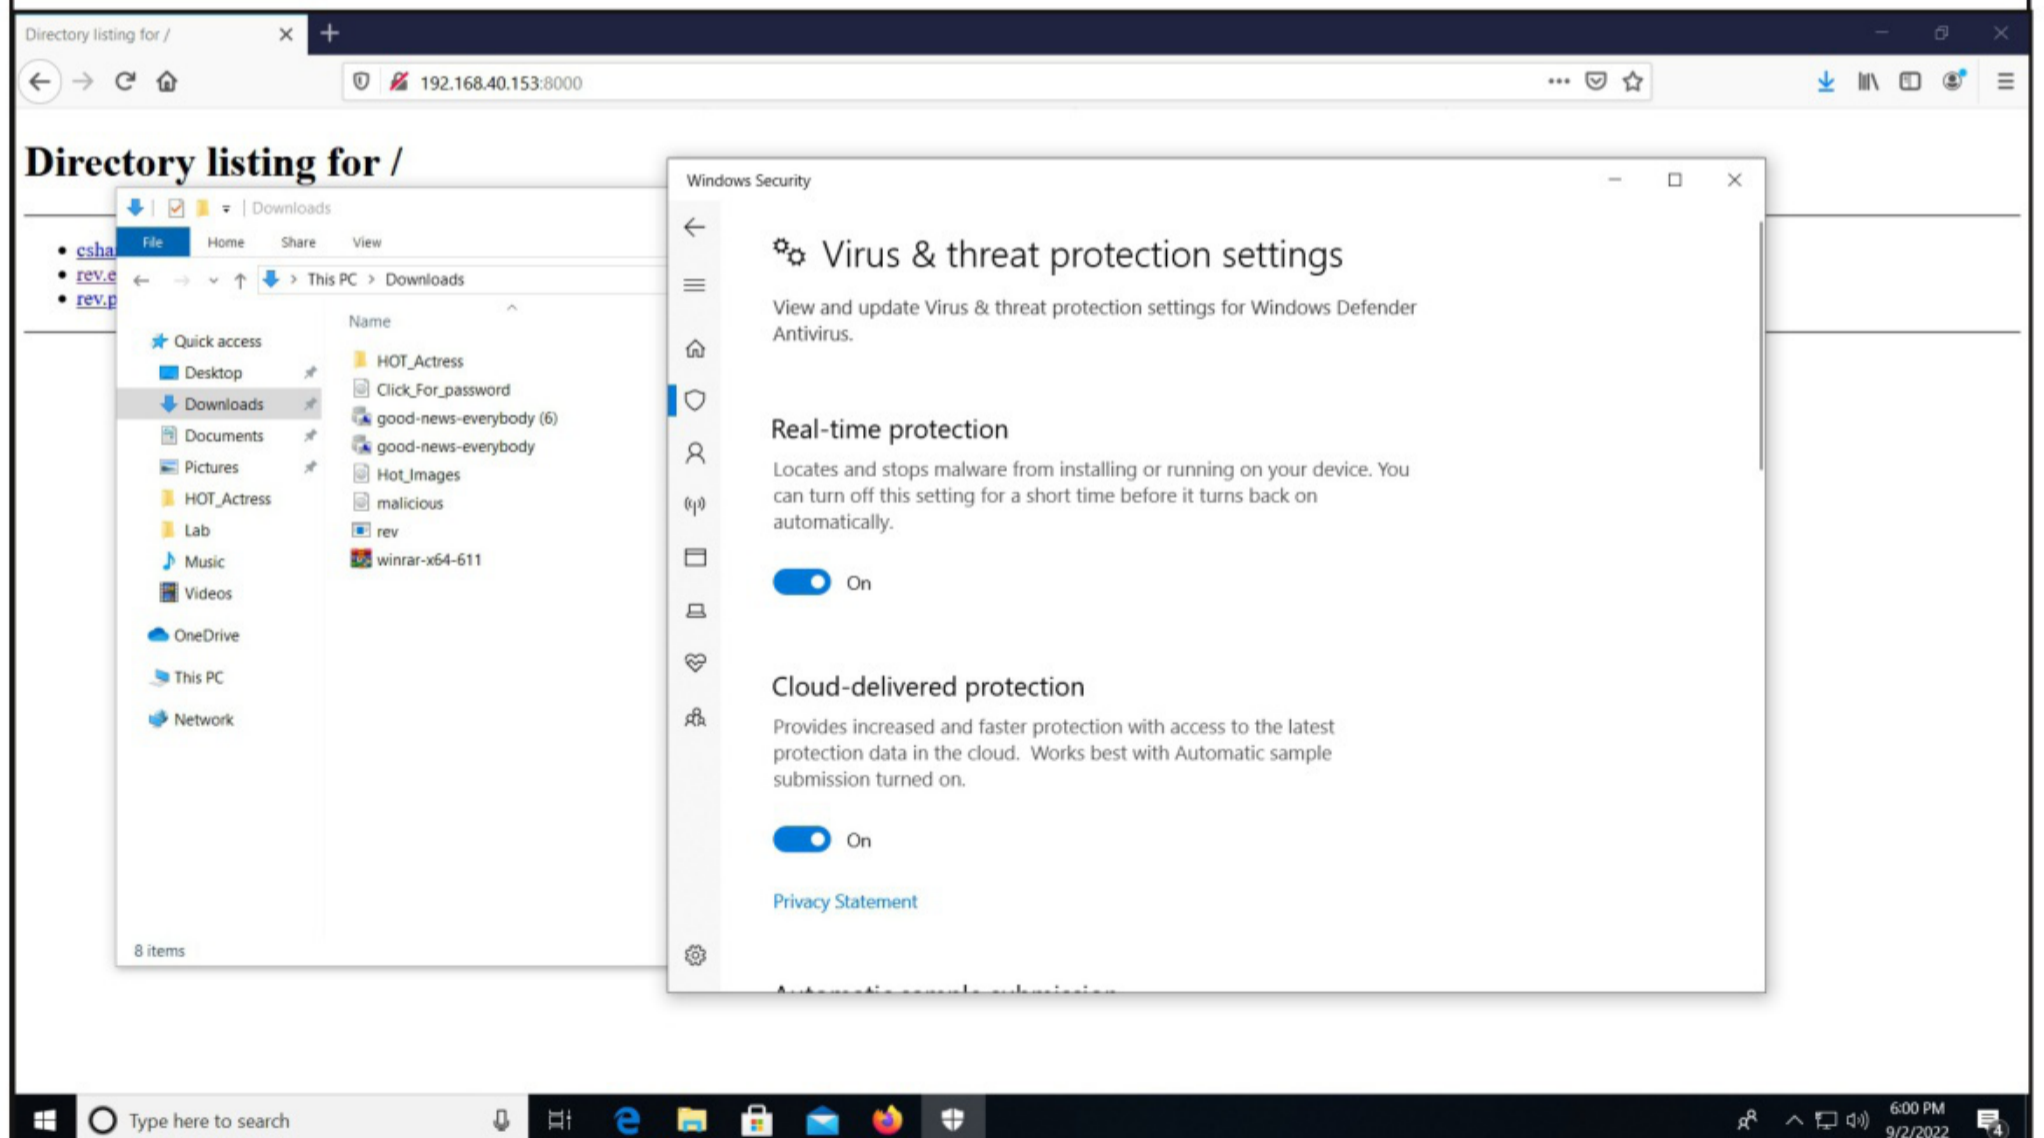 Directory listing for /
192.168.40.153:8000
Directory listing for /
Downloads
File Home Share View
This PC > Downloads
Name
Quick access
Desktop
Downloads
Documents
Pictures
HOT_Actress
Lab
Music
Videos
OneDrive
This PC
Network
HOT_Actress
Click_For_password
good-news-everybody (6)
good-news-everybody
Hot_Images
malicious
rev
winrar-x64-611
8 items
csha
rev.e
rev.p
Windows Security
Virus & threat protection settings
View and update Virus & threat protection settings for Windows Defender
Antivirus.
Real-time protection
Locates and stops malware from installing or running on your device. You
can turn off this setting for a short time before it turns back on
automatically.
On
Cloud-delivered protection
Provides increased and faster protection with access to the latest
protection data in the cloud. Works best with Automatic sample
submission turned on.
On
Privacy Statement
Automatic sample submission
Type here to search
6:00 PM
9/2/2022
4